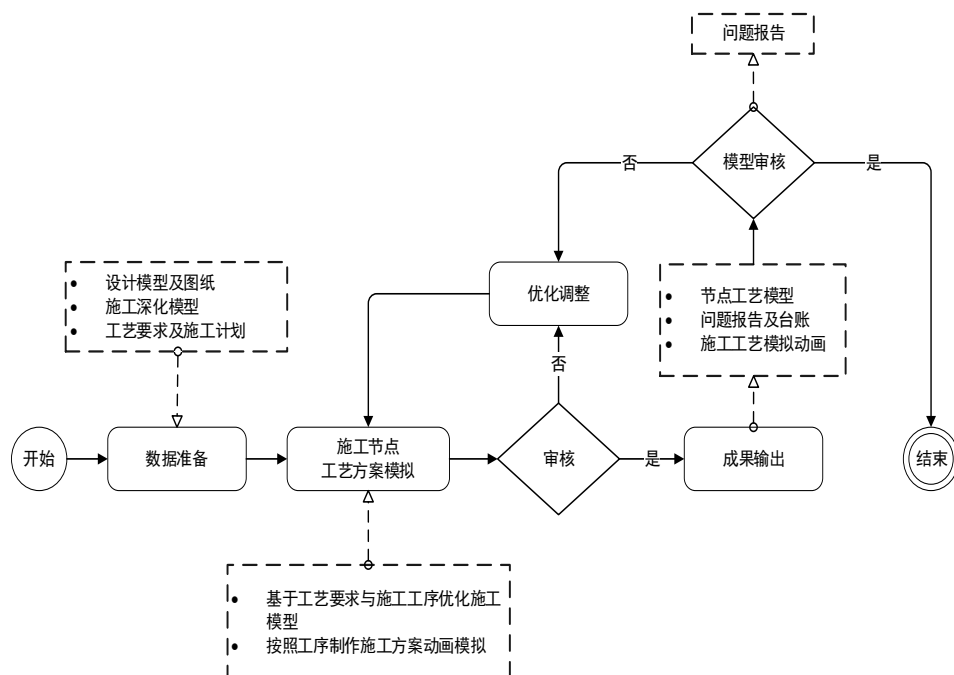 问题报告
模型审核
否
是
设计模型及图纸
施工深化模型
工艺要求及施工计划
优化调整
节点工艺模型
问题报告及台账
施工工艺模拟动画
否
开始
数据准备
施工节点
工艺方案模拟
审核
是
成果输出
结束
基于工艺要求与施工工序优化施工
模型
按照工序制作施工方案动画模拟